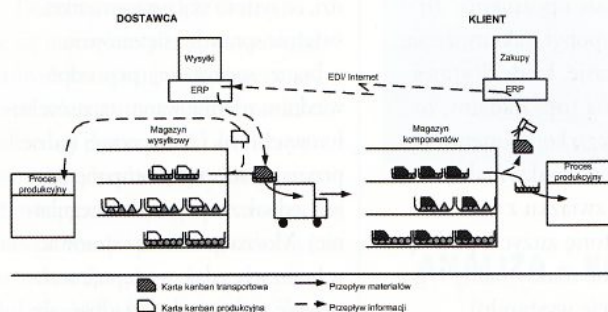 DOSTAWCA
KLIENT
Wysyłki
Zakupy
ERP
EDI/ Internet
ERP
Magazyn
wysyłkowy
Magazyn
komponentów
Proces
produkcyjny
Proces
produkcyjny
Karta kanban transportowa
Przepływ materiałów
Karta kanban produkcyjna
Przepływ informacji